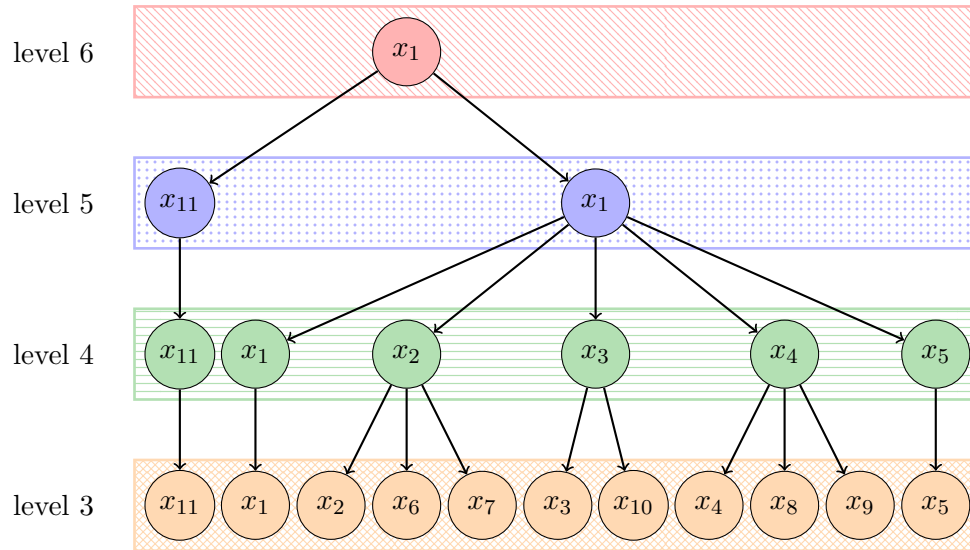 level 6 x₁
level 5 x₁₁ x₁
level 4 x₁₁ x₁ x₂ x₃ x₄ x₅
level 3 x₁₁ x₁ x₂ x₆ x₇ x₃ x₁₀ x₄ x₈ x₉ x₅